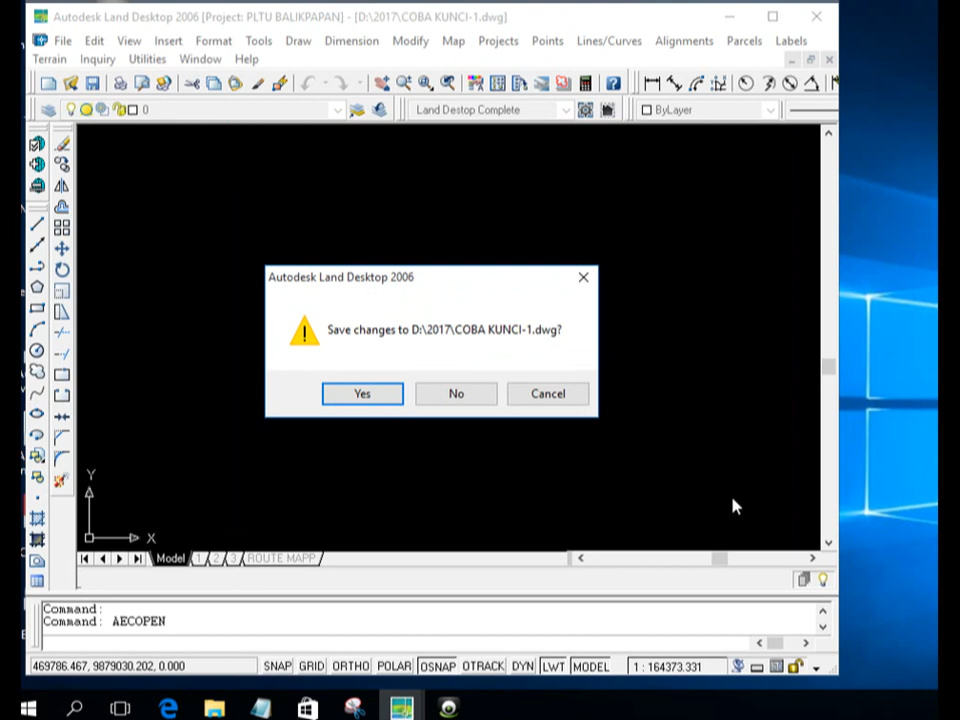 Autodesk Land Desktop 2006 [Project: PLTU BALIKPAPAN] - [D:\2017\COBA KUNCI-1.dwg]
File Edit View Insert Format Tools Draw Dimension Modify Map Projects Points Lines/Curves Alignments Parcels Labels
Terrain Inquiry Utilities Window Help
0 Land Destop Complete ByLayer
Autodesk Land Desktop 2006
Save changes to D:\2017\COBA KUNCI-1.dwg?
Yes No Cancel
Y
X
Model 1 2 3 ROUTE MAPP
Command:
Command: AECOPEN
469786.467, 9879030.202, 0.000 SNAP GRID ORTHO POLAR OSNAP OTRACK DYN LWT MODEL 1 : 164373.331